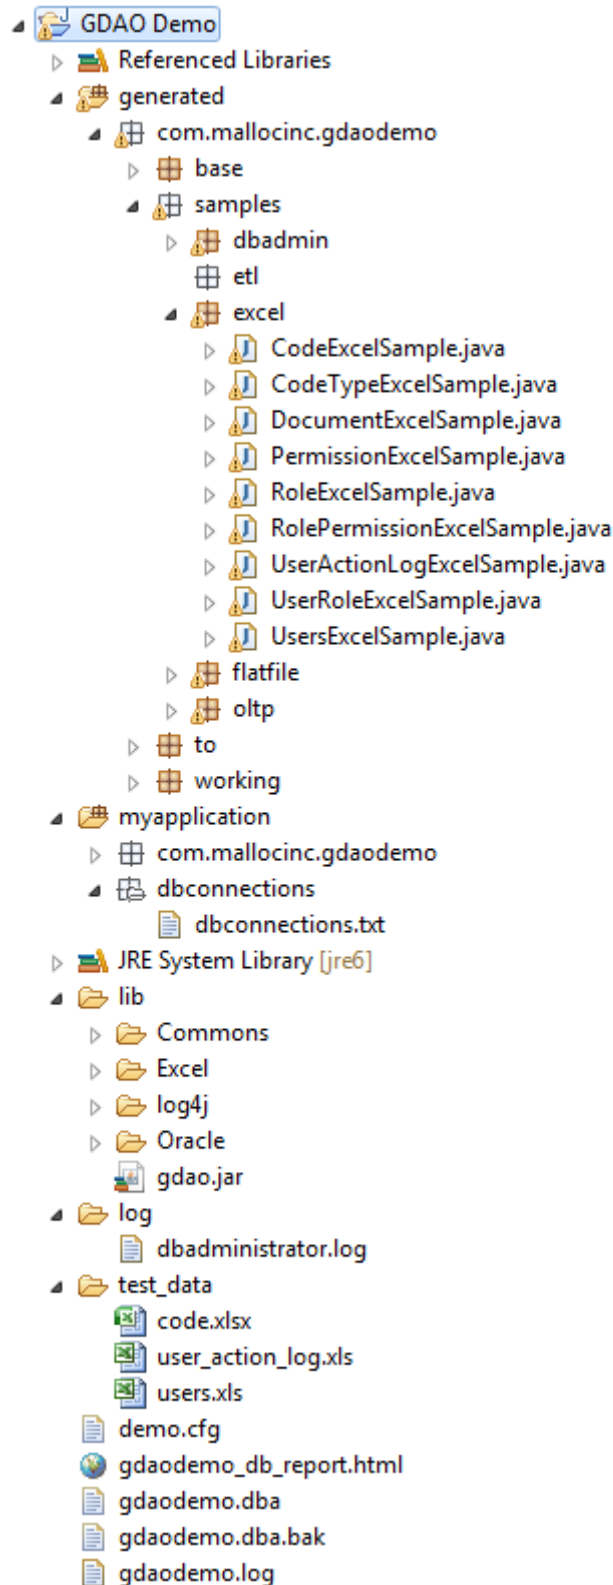 GDAO Demo
Referenced Libraries
generated
com.mallocinc.gdaodemo
base
samples
dbadmin
etl
excel
CodeExcelSample.java
CodeTypeExcelSample.java
DocumentExcelSample.java
PermissionExcelSample.java
RoleExcelSample.java
RolePermissionExcelSample.java
UserActionLogExcelSample.java
UserRoleExcelSample.java
UsersExcelSample.java
flatfile
oltp
to
working
myapplication
com.mallocinc.gdaodemo
dbconnections
dbconnections.txt
JRE System Library [jre6]
lib
Commons
Excel
log4j
Oracle
gdao.jar
log
dbadministrator.log
test_data
code.xlsx
user_action_log.xls
users.xls
demo.cfg
gdaodemo_db_report.html
gdaodemo.dba
gdaodemo.dba.bak
gdaodemo.log